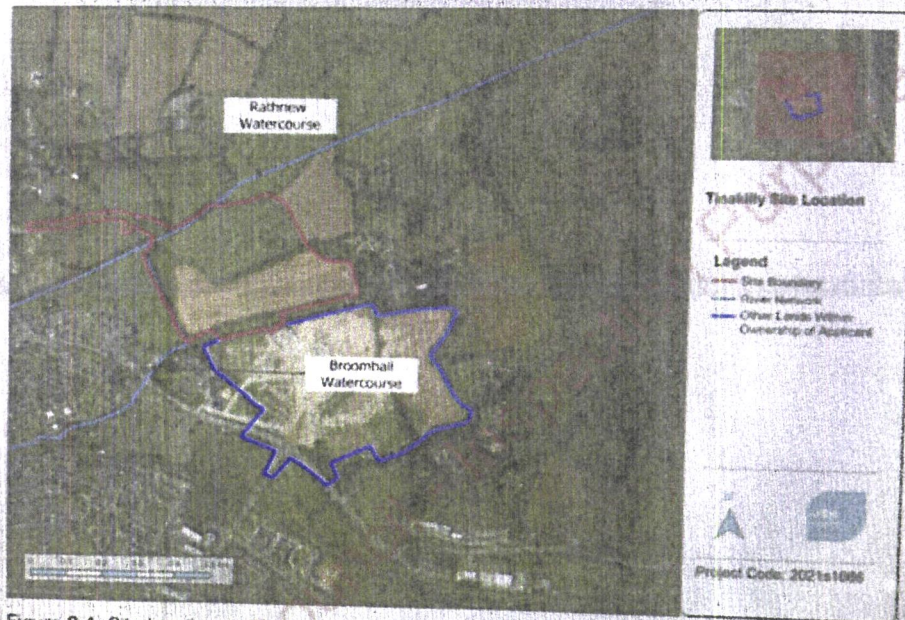 Rathnew
Watercourse
Broomhall
Watercourse
Tinakilly Site Location
Legend
Site Boundary
River Network
Other Lands Within
Ownership of Applicant
Project Code: 2021s1066